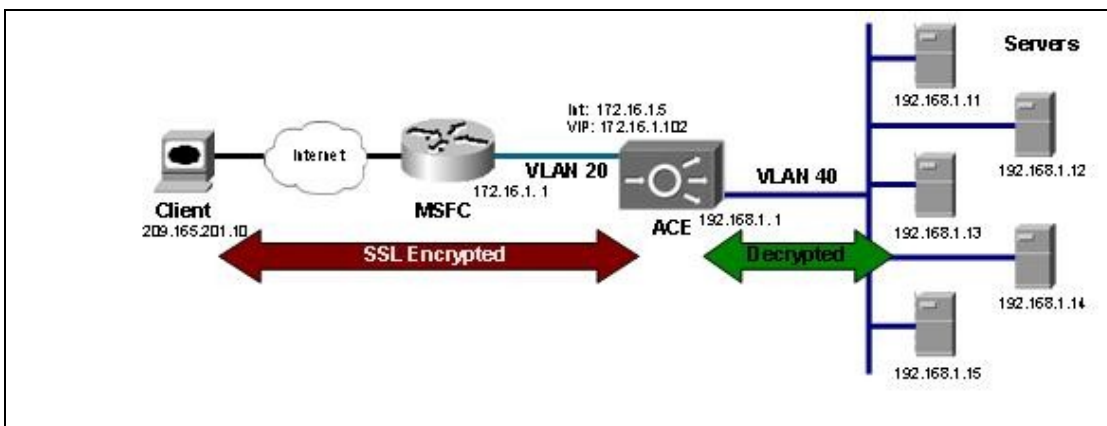 Servers
192.168.1.11
Int: 172.16.1.5
VIP: 172.16.1.102
Internet
VLAN 20
VLAN 40
192.168.1.12
172.16.1. 1
Client
MSFC
ACE
192.168.1. 1
209.165.201.10
192.168.1.13
SSL Encrypted
Decrypted
192.168.1.14
192.168.1.15